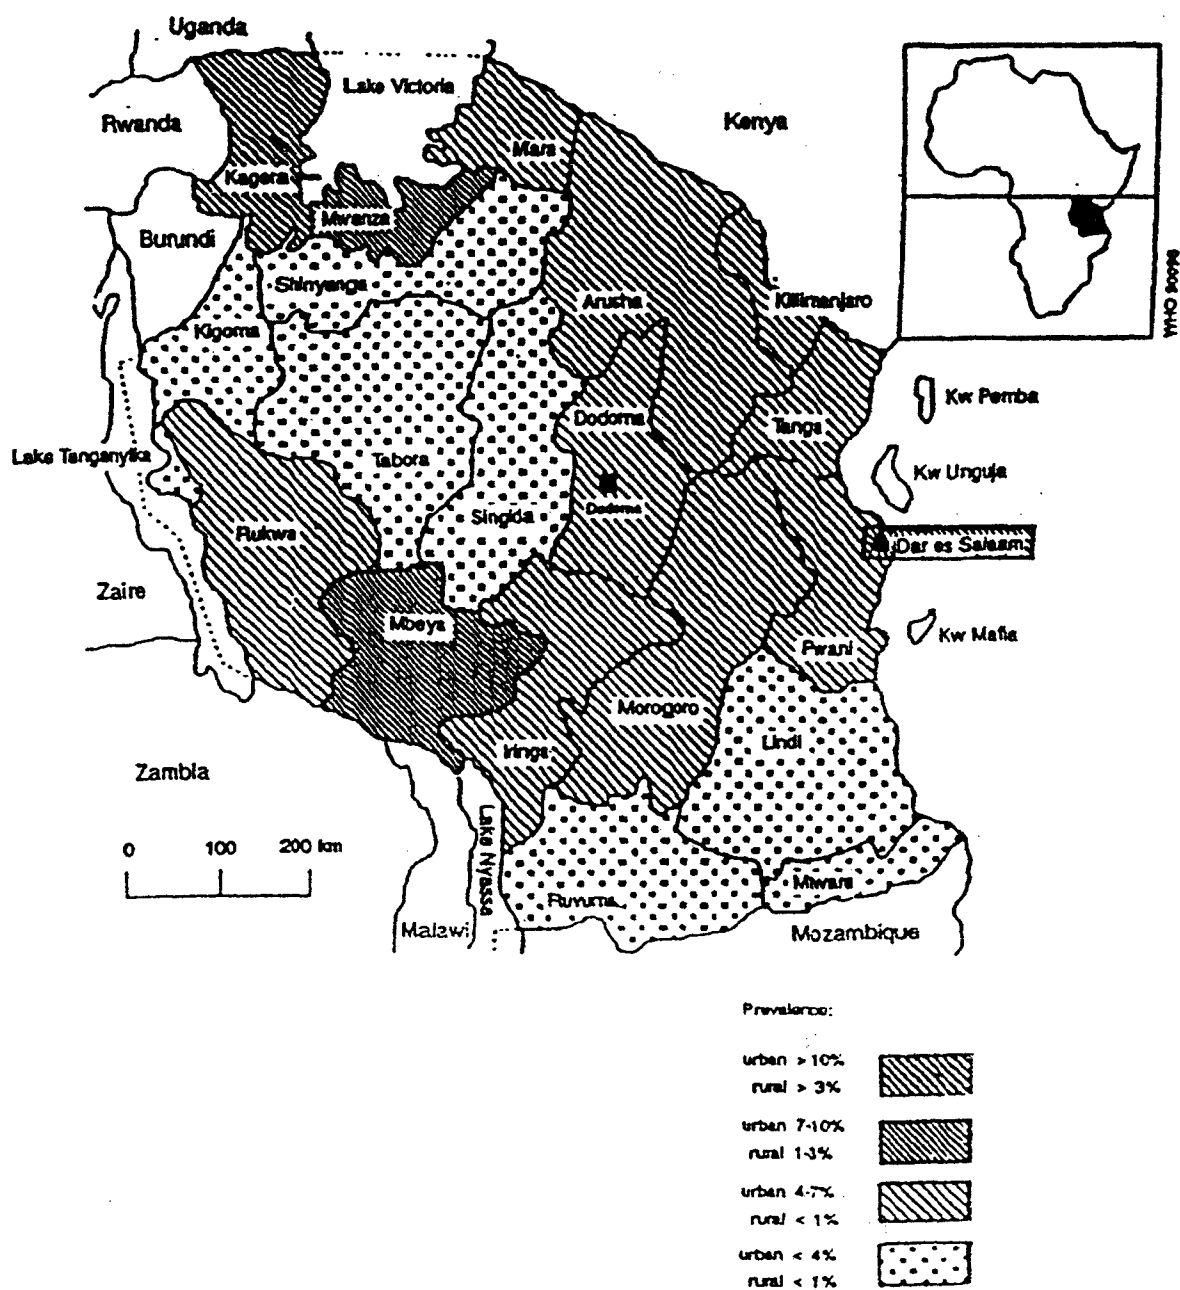 Uganda
Lake Victoria
Rwanda
Kenya
Mara
Kagera
Mwanza
Burundi
Shinyanga
Arusha
Kilimanjaro
Kigoma
WHO 90098
Kw Pemba
Dodoma
Tanga
Lake Tanganyika
Tabora
Kw Unguja
Singida
Dodoma
Rukwa
Dar es Salaam
Zaire
Mbeya
Kw Mafia
Pwani
Morogoro
Lindi
Iringa
Zambia
0 100 200 km
Lake Nyassa
Mtwara
Ruvuma
Malawi
Mozambique
Prevalence:
urban > 10%
rural > 3%
urban 7-10%
rural 1-3%
urban 4-7%
rural < 1%
urban < 4%
rural < 1%